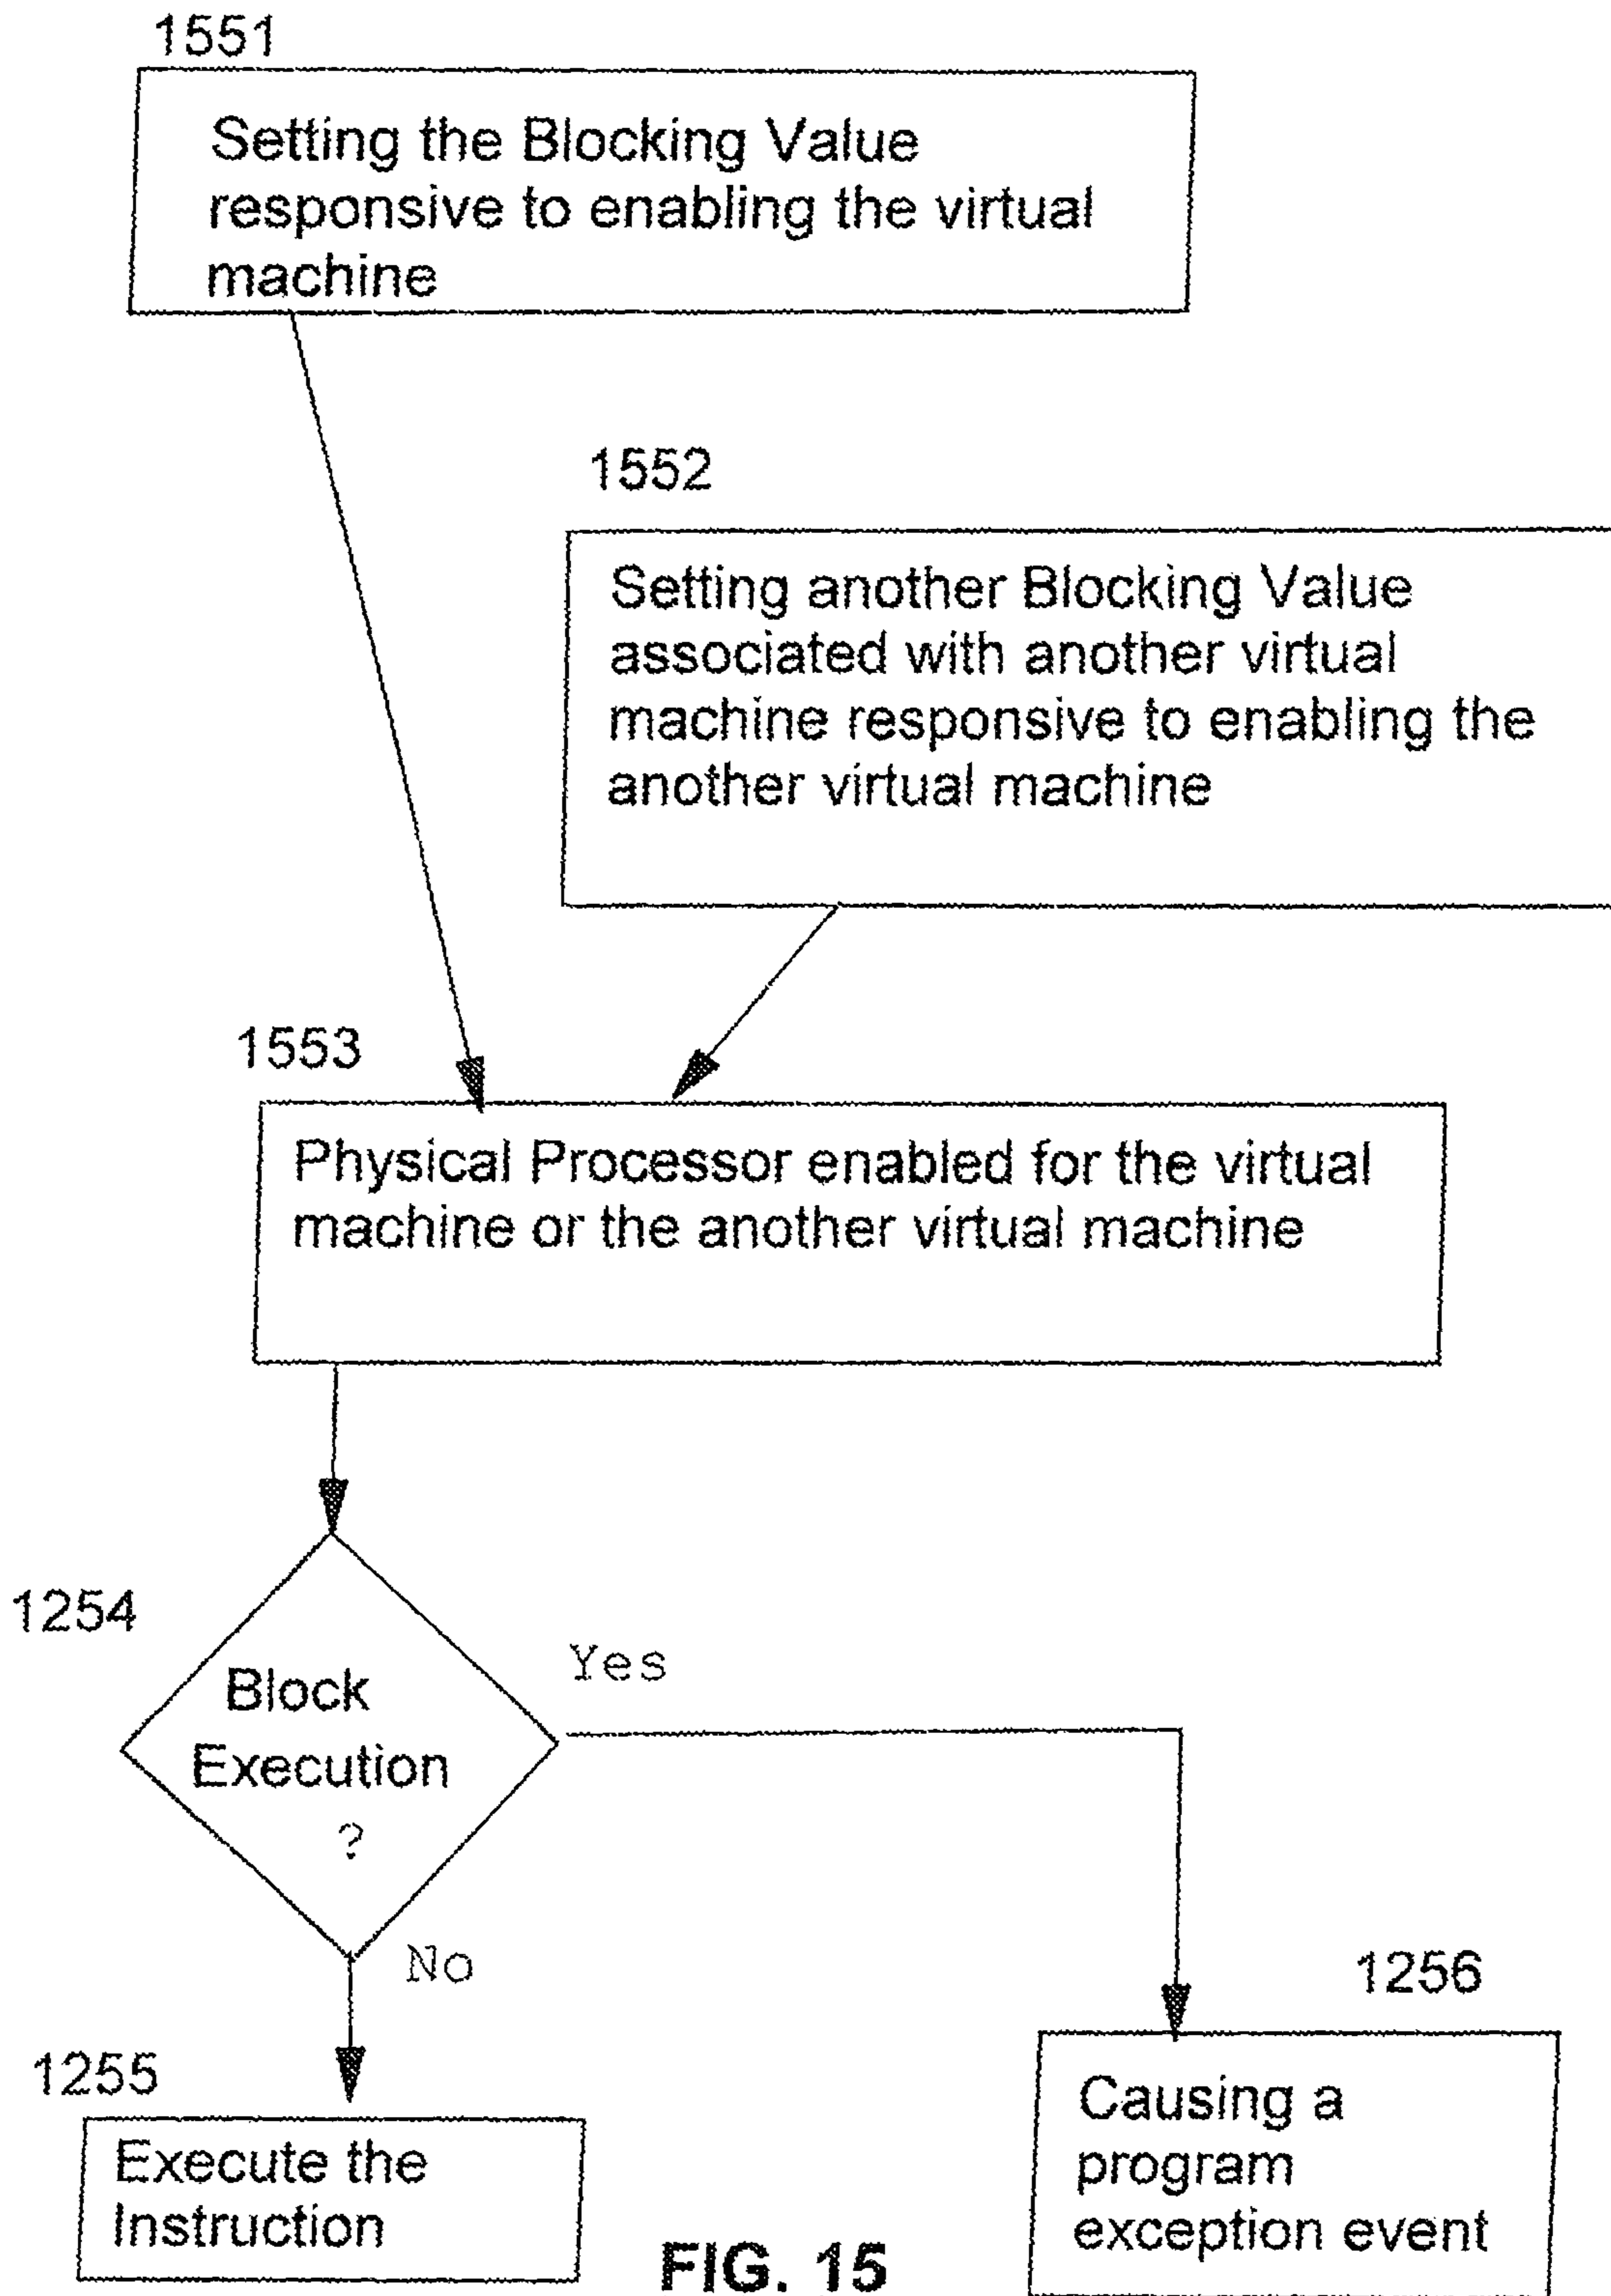 1551
Setting the Blocking Value
responsive to enabling the virtual
machine
1552
Setting another Blocking Value
associated with another virtual
machine responsive to enabling the
another virtual machine
1553
Physical Processor enabled for the virtual
machine or the another virtual machine
1254
Block
Execution
?
Yes
No
1255
Execute the
Instruction
1256
Causing a
program
exception event
FIG. 15